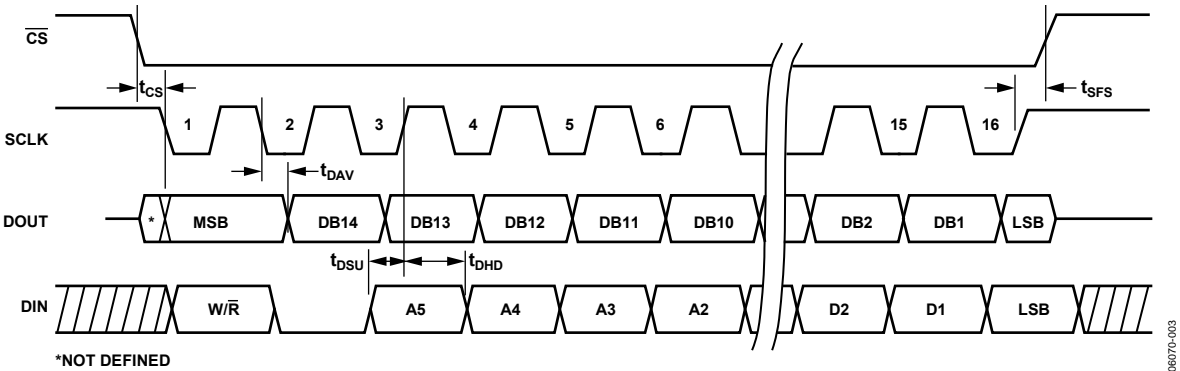 CS
tCS
tSFS
SCLK
1 2 3 4 5 6 15 16
tDAV
DOUT
* MSB DB14 DB13 DB12 DB11 DB10 DB2 DB1 LSB
tDSU tDHD
DIN
W/R A5 A4 A3 A2 D2 D1 LSB
*NOT DEFINED
06070-003